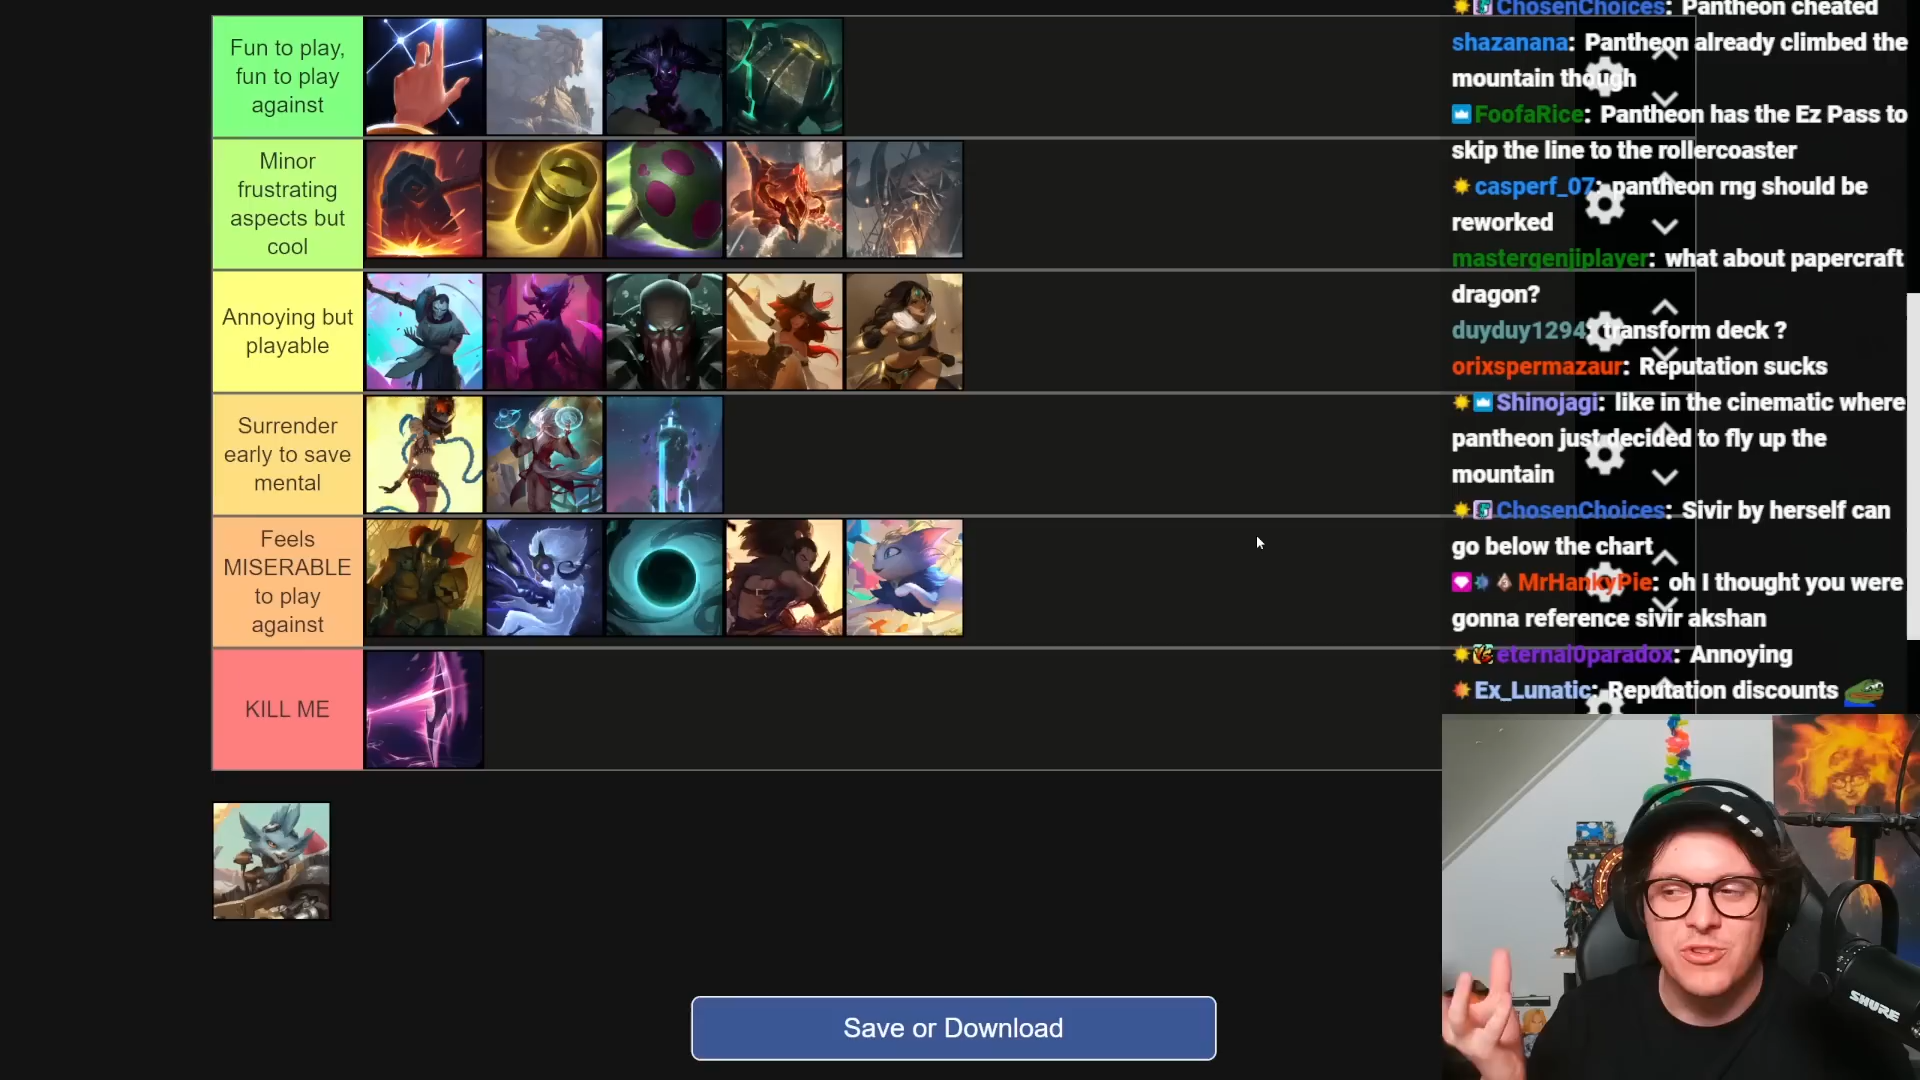 Fun to play,
fun to play
against
Minor
frustrating
aspects but
cool
Annoying but
playable
Surrender
early to save
mental
Feels
MISERABLE
to play
against
KILL ME
Save or Download
ChosenChoices: Pantheon cheated
shazanana: Pantheon already climbed the
mountain though
FoofaRice: Pantheon has the Ez Pass to
skip the line to the rollercoaster
casperf_07: pantheon rng should be
reworked
mastergenjiplayer: what about papercraft
dragon?
duyduy1294: transform deck ?
orixspermazaur: Reputation sucks
Shinojagi: like in the cinematic where
pantheon just decided to fly up the
mountain
ChosenChoices: Sivir by herself can
go below the chart
MrHankyPie: oh I thought you were
gonna reference sivir akshan
eternal0paradox: Annoying
Ex_Lunatic: Reputation discounts
SHURE